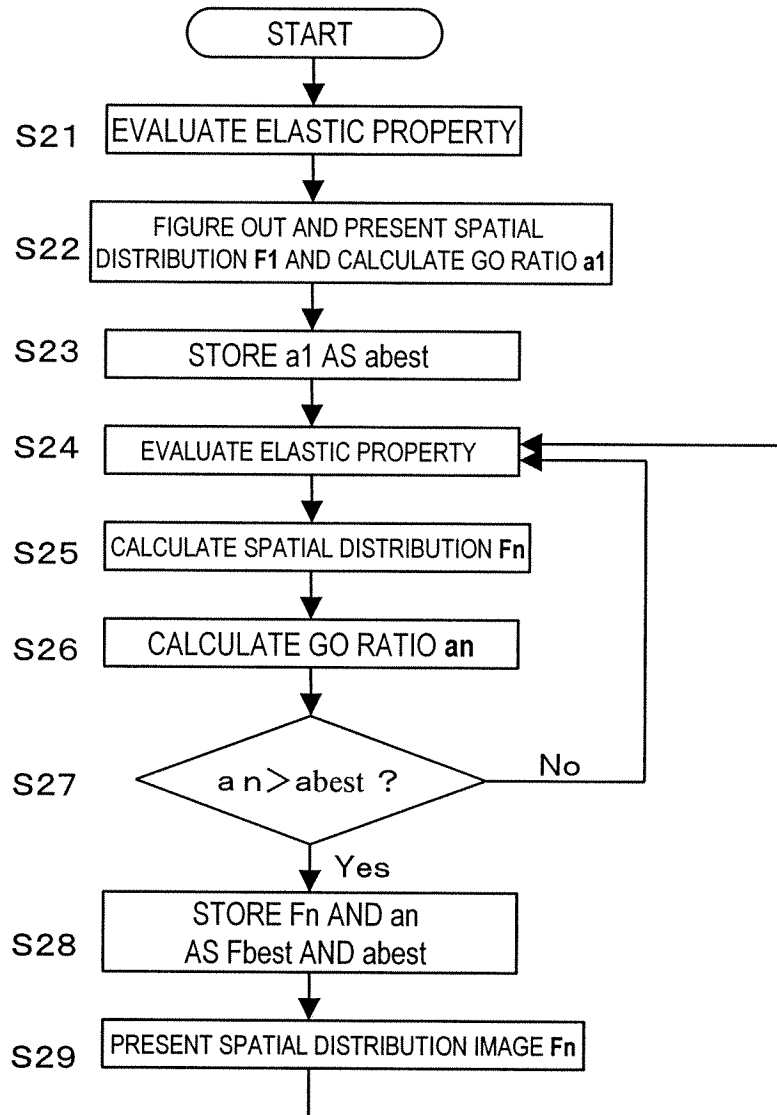 START
S21
EVALUATE ELASTIC PROPERTY
S22
FIGURE OUT AND PRESENT SPATIAL
DISTRIBUTION F1 AND CALCULATE GO RATIO a1
S23
STORE a1 AS abest
S24
EVALUATE ELASTIC PROPERTY
S25
CALCULATE SPATIAL DISTRIBUTION Fn
S26
CALCULATE GO RATIO an
S27
an>abest ?
No
Yes
S28
STORE Fn AND an
AS Fbest AND abest
S29
PRESENT SPATIAL DISTRIBUTION IMAGE Fn